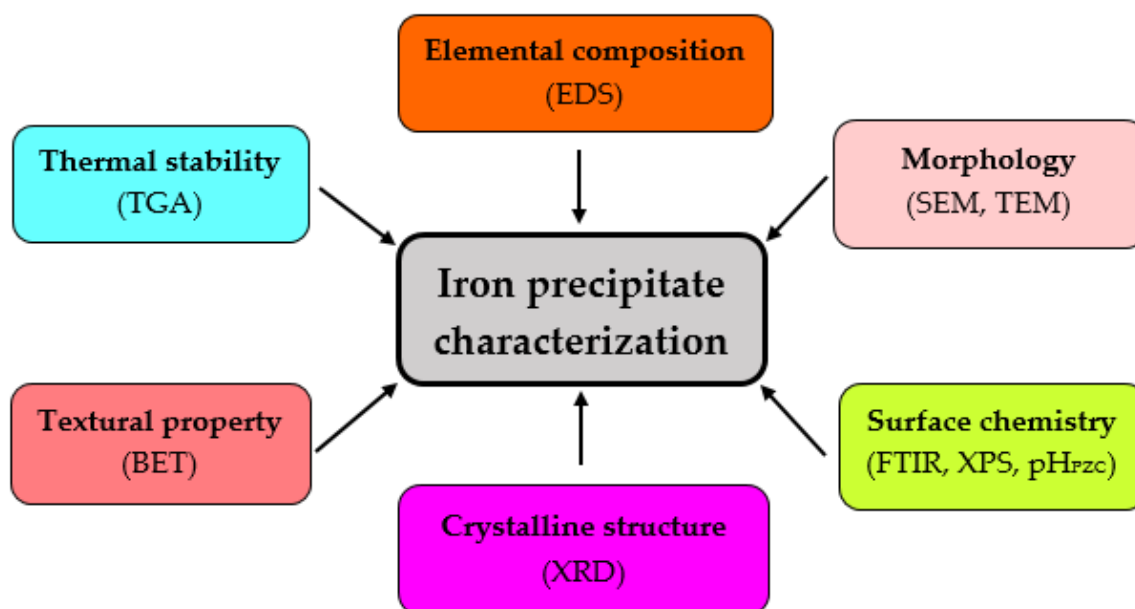 Elemental composition
(EDS)
Thermal stability
(TGA)
Morphology
(SEM, TEM)
Iron precipitate
characterization
Textural property
(BET)
Surface chemistry
(FTIR, XPS, pHPZC)
Crystalline structure
(XRD)